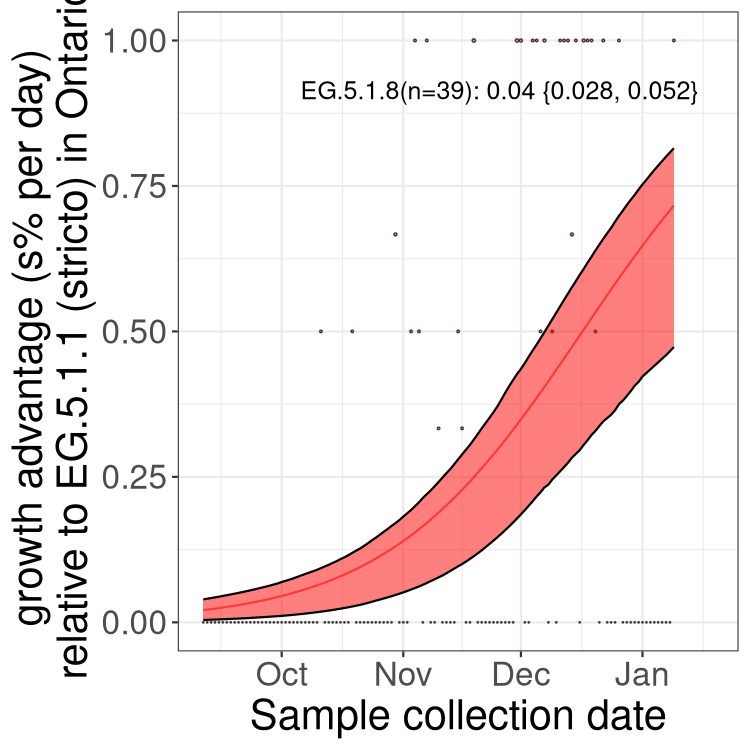 growth advantage (s% per day)
relative to EG.5.1.1 (stricto) in Ontario
1.00
0.75
0.50
0.25
0.00
EG.5.1.8(n=39): 0.04 {0.028, 0.052}
Oct Nov Dec Jan
Sample collection date